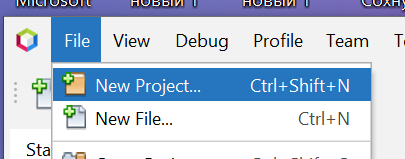 Microsoft новый 1 новый 1
File View Debug Profile Team
New Project... Ctrl+Shift+N
New File... Ctrl+N